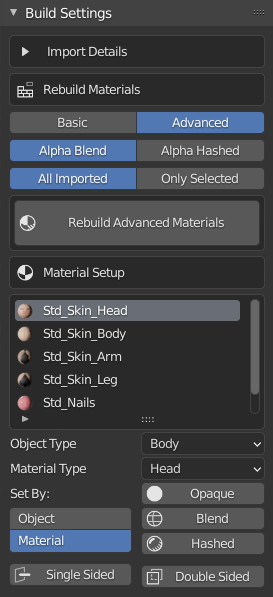 Build Settings
Import Details
Rebuild Materials
Basic Advanced
Alpha Blend Alpha Hashed
All Imported Only Selected
Rebuild Advanced Materials
Material Setup
Std_Skin_Head
Std_Skin_Body
Std_Skin_Arm
Std_Skin_Leg
Std_Nails
Object Type Body
Material Type Head
Set By: Opaque
Object Blend
Material Hashed
Single Sided Double Sided